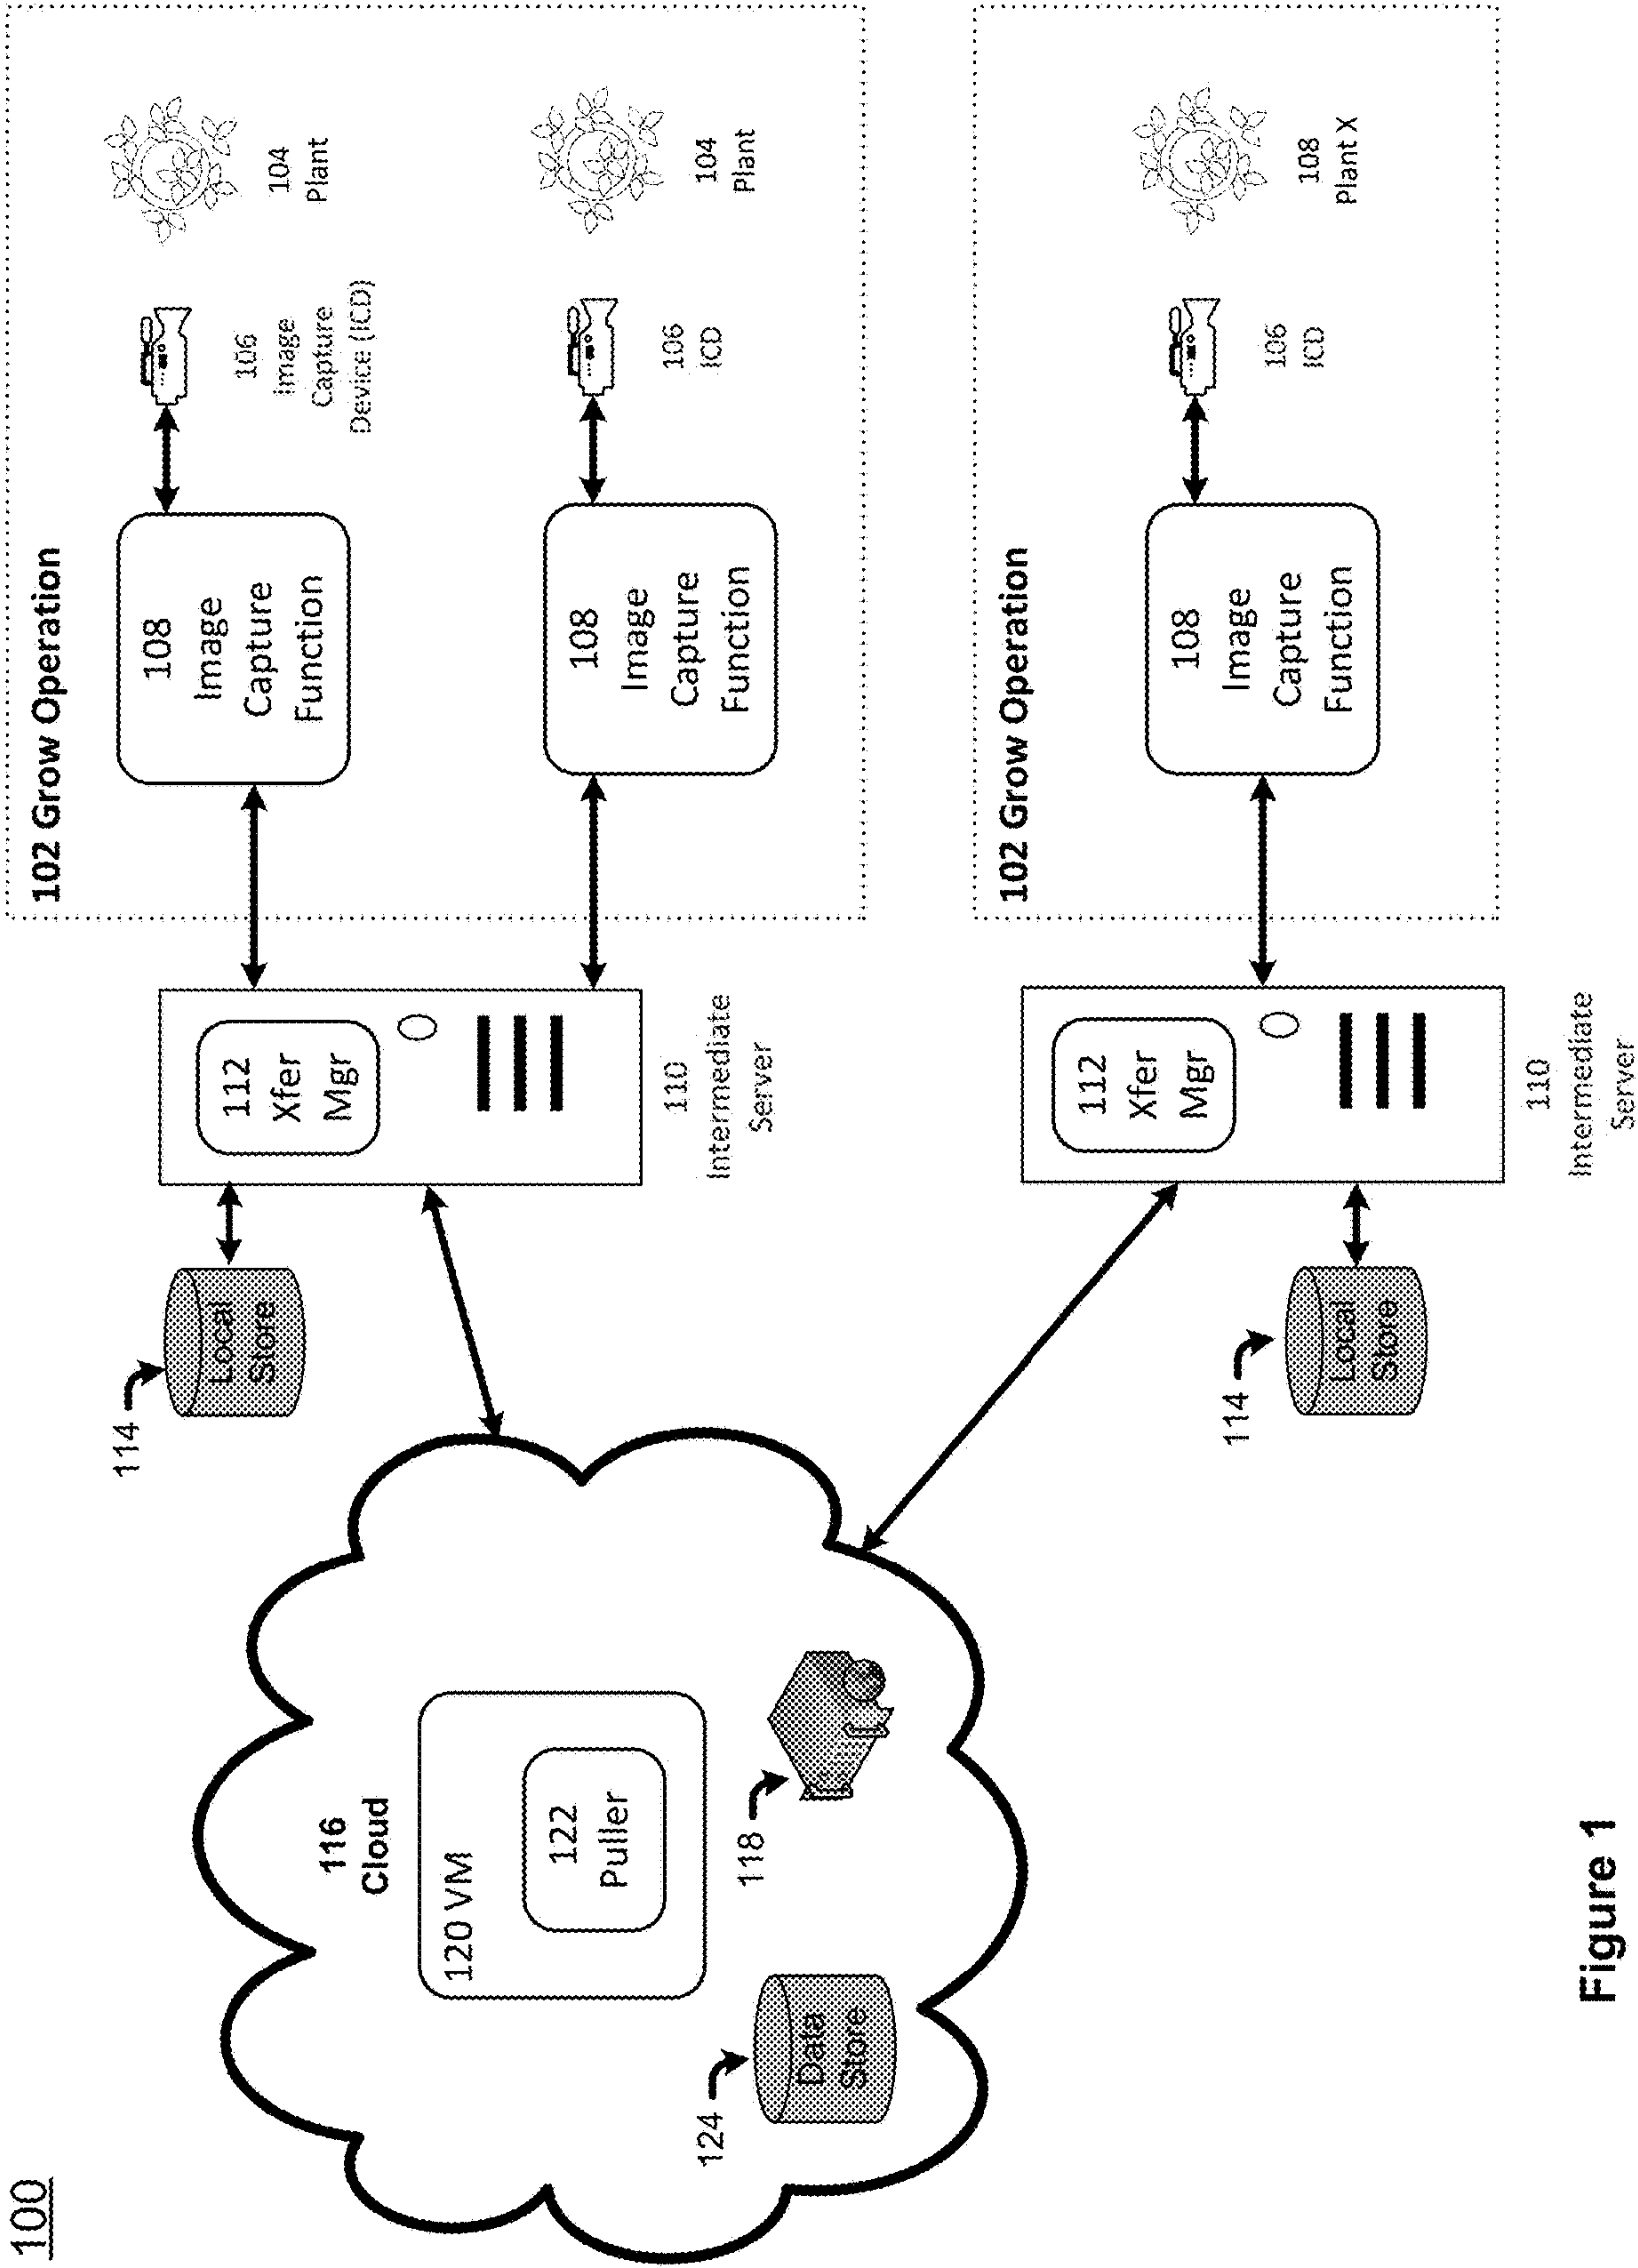 100
102 Grow Operation
108
Image
Capture
Function
106
Image
Capture
Device (ICD)
104
Plant
108
Image
Capture
Function
106
ICD
104
Plant
114
Local
Store
112
Xfer
Mgr
110
Intermediate
Server
116
Cloud
120 VM
122
Puller
118
124
Data
Store
102 Grow Operation
108
Image
Capture
Function
106
ICD
108
Plant X
112
Xfer
Mgr
110
Intermediate
Server
114
Local
Store
Figure 1